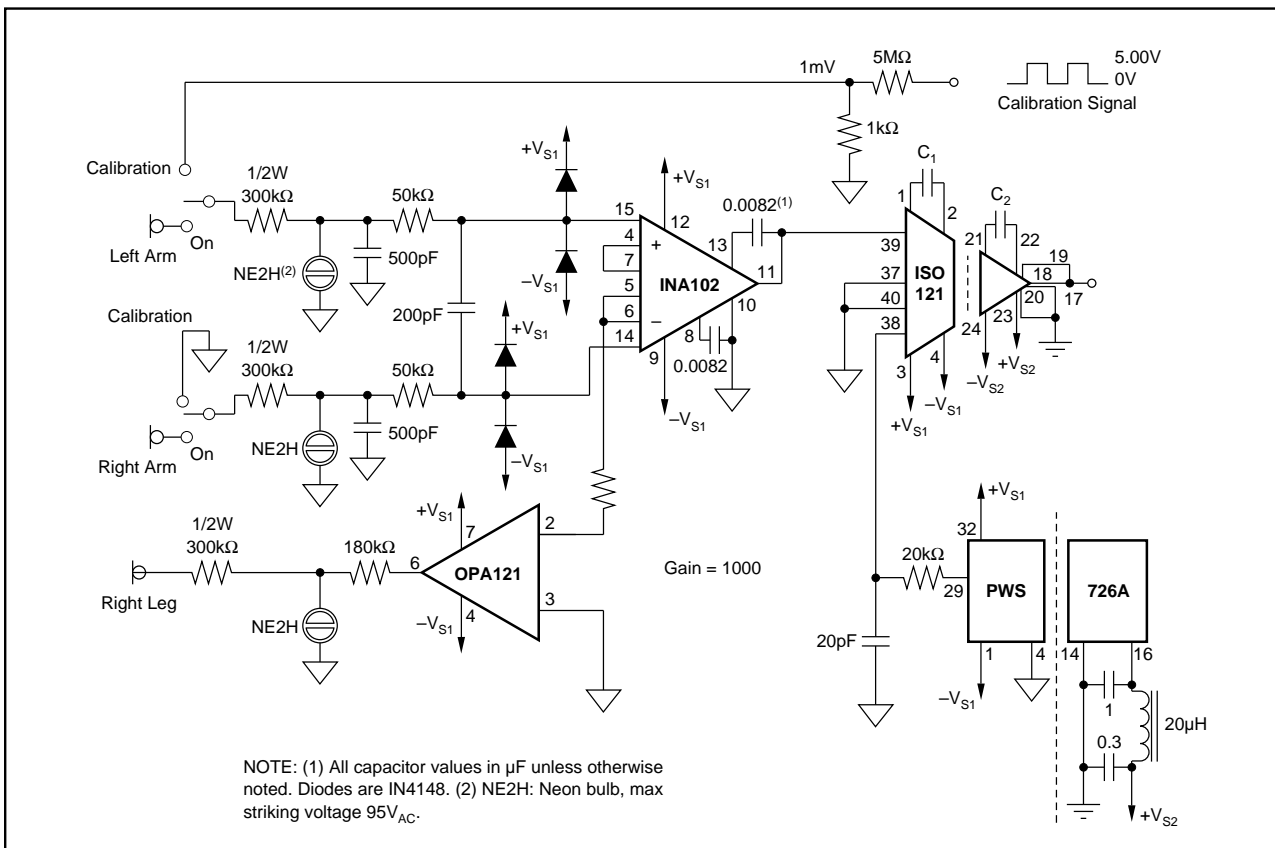 1mV
5MΩ
5.00V
0V
Calibration Signal
1kΩ
+VS1
C1
Calibration
1/2W
300kΩ
50kΩ
+VS1
0.0082(1)
1
2
C2
15
12
13
4
+
7
INA102
11
39
37
ISO
121
40
38
21
22
19
18
17
20
23
24
On
Left Arm
NE2H(2)
500pF
–VS1
5
6
–
14
10
8
9
0.0082
200pF
Calibration
+VS1
3
4
–VS1
+VS1
–VS2
+VS2
1/2W
300kΩ
50kΩ
–VS1
On
Right Arm
NE2H
500pF
–VS1
+VS1
+VS1
7
2
32
1/2W
300kΩ
180kΩ
6
OPA121
Gain = 1000
20kΩ
29
PWS
726A
Right Leg
NE2H
–VS1
4
3
20pF
1
4
14
16
–VS1
1
20µH
0.3
+VS2
NOTE: (1) All capacitor values in µF unless otherwise
noted. Diodes are IN4148. (2) NE2H: Neon bulb, max
striking voltage 95VAC.